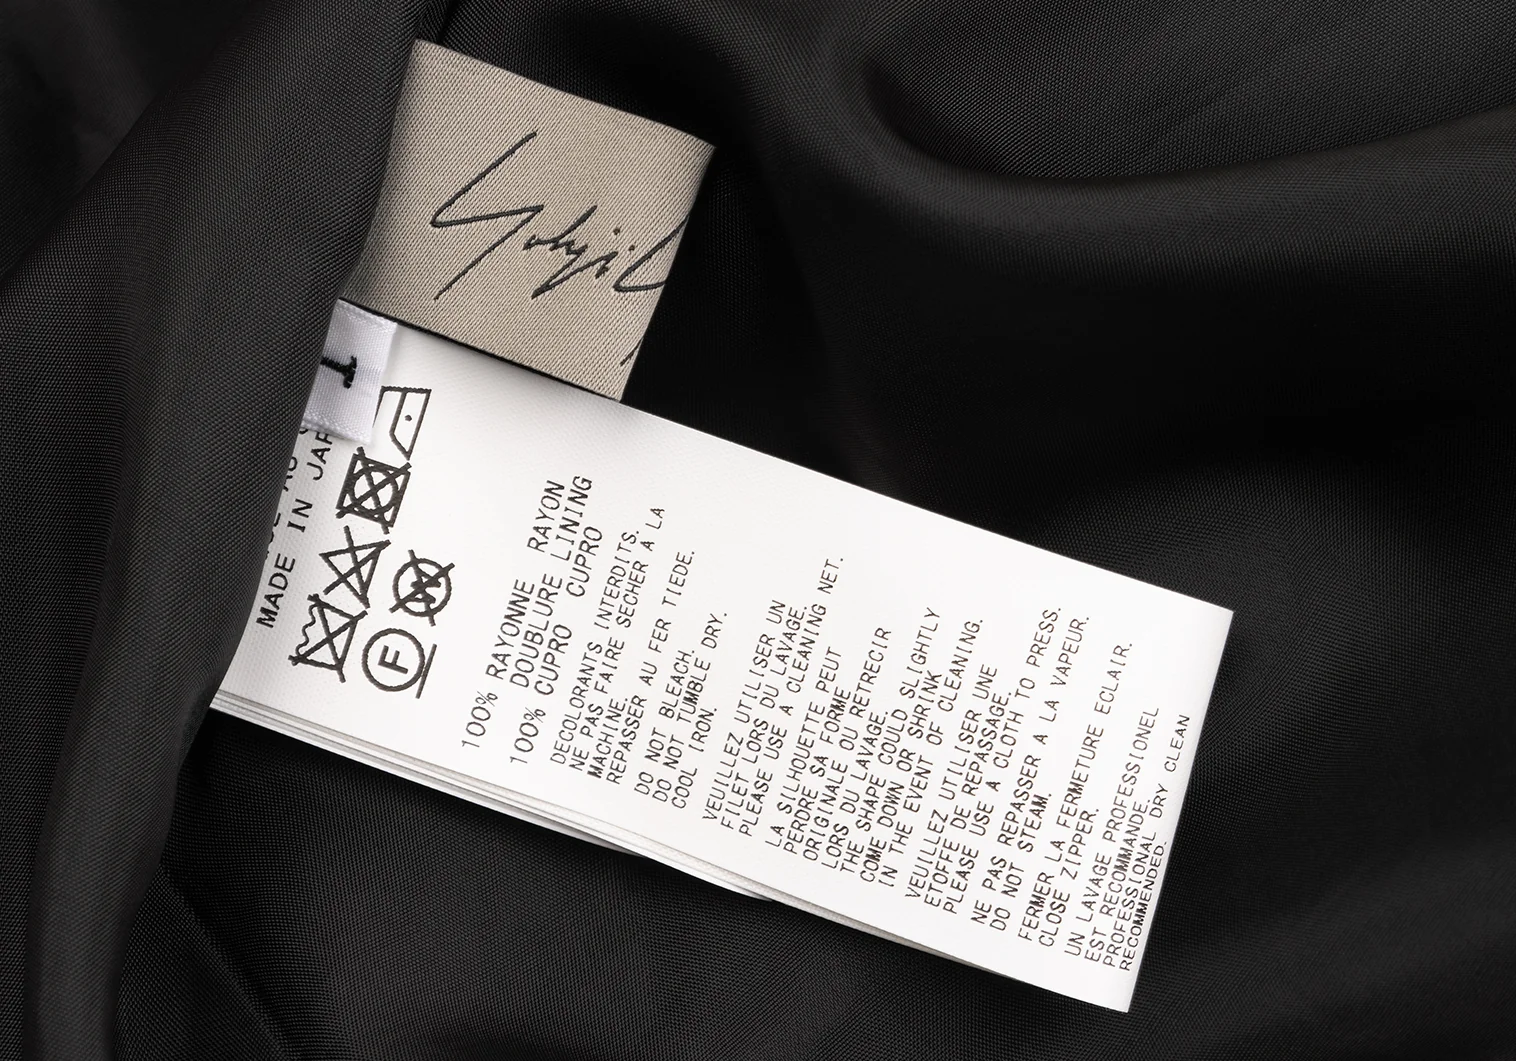 Yohji
1
MADE IN JAP
F
W
100% RAYONNE RAYON
DOUBLURE LINING
100% CUPRO CUPRO
DECOLORANTS INTERDITS.
NE PAS FAIRE SECHER À LA
MACHINE.
REPASSER AU FER TIEDE.
DO NOT BLEACH.
DO NOT TUMBLE DRY.
COOL IRON.
VEUILLEZ UTILISER UN
FILET LORS DU LAVAGE.
PLEASE USE A CLEANING NET.
LA SILHOUETTE PEUT
PERDRE SA FORME
ORIGINALE OU RETRECIR
LORS DU LAVAGE.
THE SHAPE COULD SLIGHTLY
COME DOWN OR SHRINK
IN THE EVENT OF CLEANING.
VEUILLEZ UTILISER UNE
ETOFFE DE REPASSAGE.
PLEASE USE A CLOTH TO PRESS.
NE PAS REPASSER A LA VAPEUR.
DO NOT STEAM.
FERMER LA FERMETURE ECLAIR.
CLOSE ZIPPER.
UN LAVAGE PROFESSIONEL
EST RECOMMANDE.
PROFESSIONAL DRY CLEAN
RECOMMENDED.